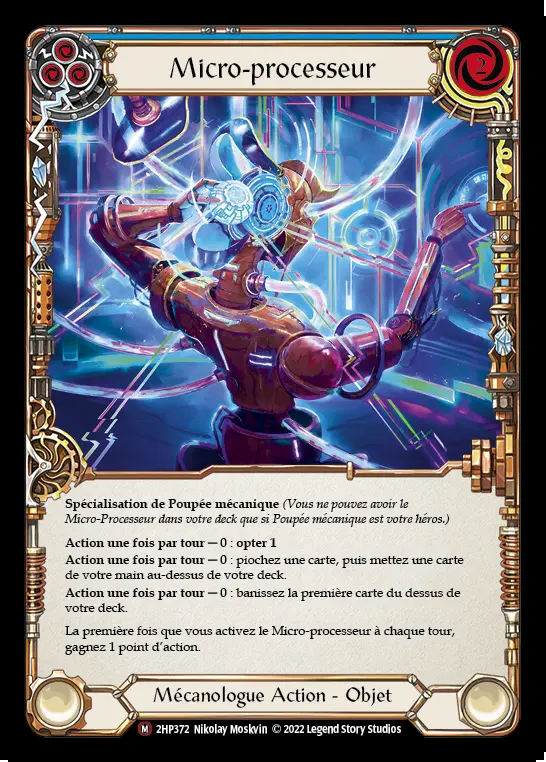 Micro-processeur
2
Spécialisation de Poupée mécanique (Vous ne pouvez avoir le
Micro-Processeur dans votre deck que si Poupée mécanique est votre héros.)
Action une fois par tour — 0 : opter 1
Action une fois par tour — 0 : piochez une carte, puis mettez une carte
de votre main au-dessus de votre deck.
Action une fois par tour — 0 : banissez la première carte du dessus de
votre deck.
La première fois que vous activez le Micro-processeur à chaque tour,
gagnez 1 point d'action.
Mécanologue Action - Objet
M 2HP372 Nikolay Moskvin © 2022 Legend Story Studios